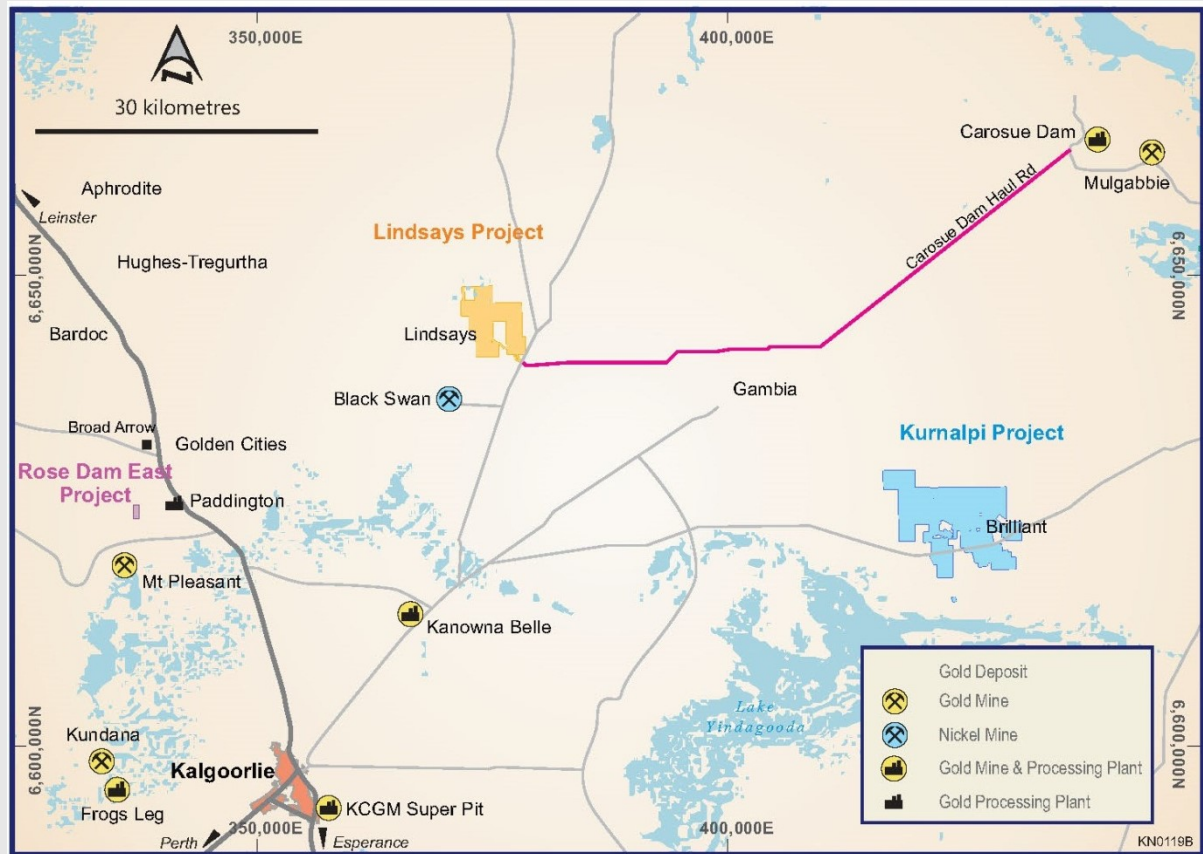 350,000E
400,000E
N
30 kilometres
Carosue Dam
Mulgabbie
Carosue Dam Haul Rd
Aphrodite
Leinster
Lindsays Project
Hughes-Tregurtha
6,650,000N
6,650,000N
Bardoc
Lindsays
Black Swan
Gambia
Broad Arrow
Golden Cities
Kurnalpi Project
Rose Dam East
Project
Paddington
Brilliant
Mt Pleasant
Kanowna Belle
Lake
Yindagooda
Gold Deposit
Gold Mine
Nickel Mine
Gold Mine & Processing Plant
Gold Processing Plant
Kundana
6,600,000N
6,600,000N
Kalgoorlie
Frogs Leg
KCGM Super Pit
350,000E
400,000E
Perth
Esperance
KN0119B